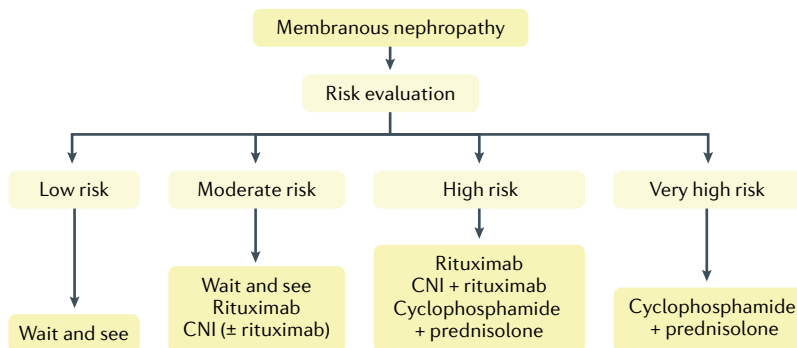 Membranous nephropathy
Risk evaluation
Low risk
Moderate risk
High risk
Very high risk
Wait and see
Wait and see
Rituximab
CNI (± rituximab)
Rituximab
CNI + rituximab
Cyclophosphamide
+ prednisolone
Cyclophosphamide
+ prednisolone